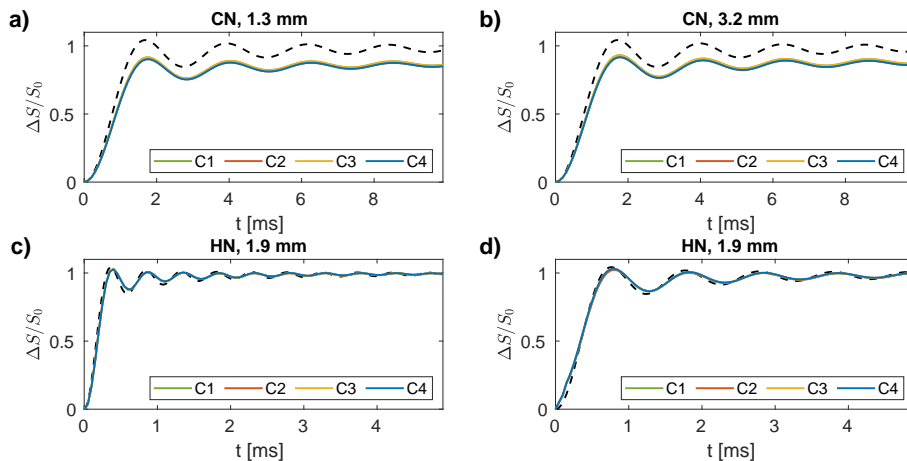 a) CN, 1.3 mm
ΔS/S₀
1
0.5
0
C1 C2 C3 C4
0 2 4 6 8
t [ms]
b) CN, 3.2 mm
ΔS/S₀
1
0.5
0
C1 C2 C3 C4
0 2 4 6 8
t [ms]
c) HN, 1.9 mm
ΔS/S₀
1
0.5
0
C1 C2 C3 C4
0 1 2 3 4
t [ms]
d) HN, 1.9 mm
ΔS/S₀
1
0.5
0
C1 C2 C3 C4
0 1 2 3 4
t [ms]